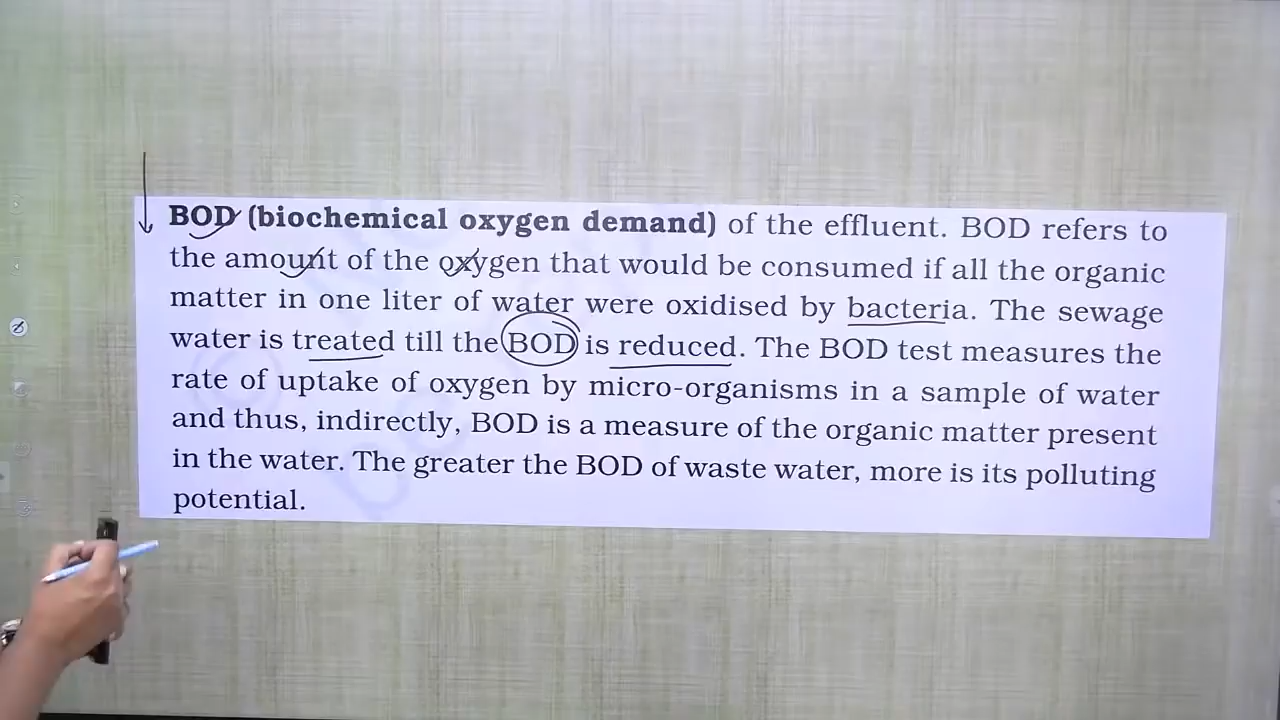 BOD (biochemical oxygen demand) of the effluent. BOD refers to
the amount of the oxygen that would be consumed if all the organic
matter in one liter of water were oxidised by bacteria. The sewage
water is treated till the BOD is reduced. The BOD test measures the
rate of uptake of oxygen by micro-organisms in a sample of water
and thus, indirectly, BOD is a measure of the organic matter present
in the water. The greater the BOD of waste water, more is its polluting
potential.